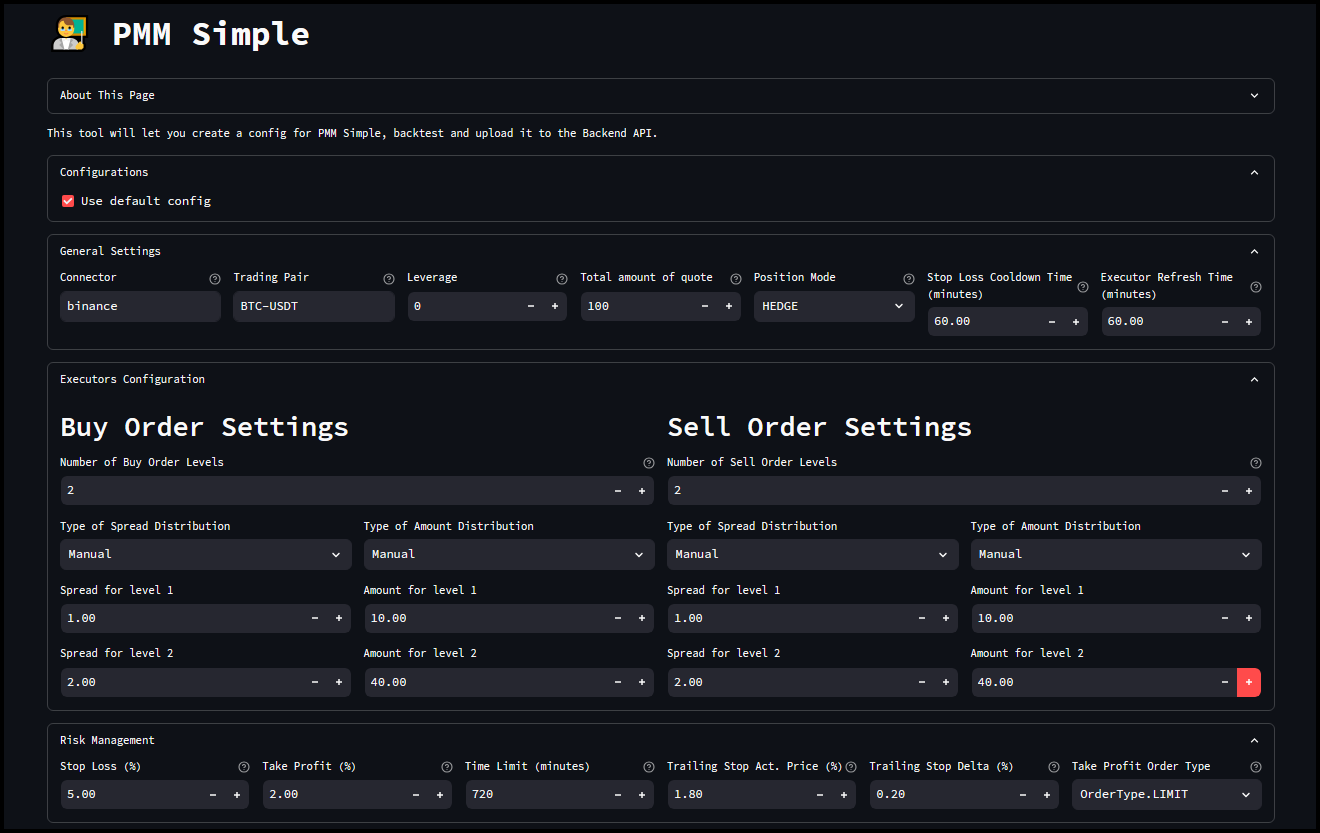 PMM Simple
About This Page
This tool will let you create a config for PMM Simple, backtest and upload it to the Backend API.
Configurations
Use default config
General Settings
Connector
binance
Trading Pair
BTC-USDT
Leverage
0
Total amount of quote
100
Position Mode
HEDGE
Stop Loss Cooldown Time
(minutes)
60.00
Executor Refresh Time
(minutes)
60.00
Executors Configuration
Buy Order Settings
Number of Buy Order Levels
2
Type of Spread Distribution
Manual
Type of Amount Distribution
Manual
Spread for level 1
1.00
Amount for level 1
10.00
Spread for level 2
2.00
Amount for level 2
40.00
Sell Order Settings
Number of Sell Order Levels
2
Type of Spread Distribution
Manual
Type of Amount Distribution
Manual
Spread for level 1
1.00
Amount for level 1
10.00
Spread for level 2
2.00
Amount for level 2
40.00
Risk Management
Stop Loss (%)
5.00
Take Profit (%)
2.00
Time Limit (minutes)
720
Trailing Stop Act. Price (%)
1.80
Trailing Stop Delta (%)
0.20
Take Profit Order Type
OrderType.LIMIT